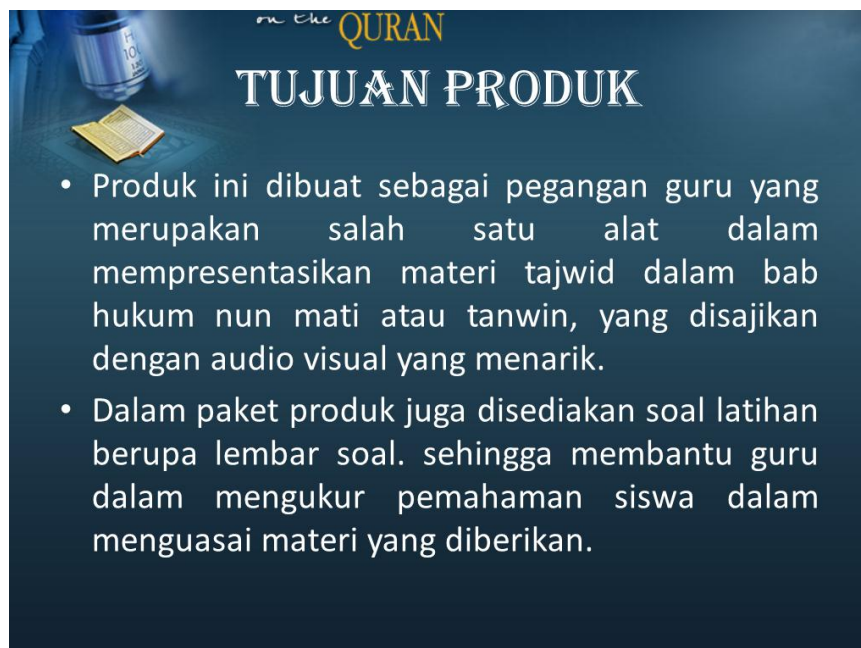 on the QURAN
TUJUAN PRODUK
• Produk ini dibuat sebagai pegangan guru yang
merupakan salah satu alat dalam
mempresentasikan materi tajwid dalam bab
hukum nun mati atau tanwin, yang disajikan
dengan audio visual yang menarik.
• Dalam paket produk juga disediakan soal latihan
berupa lembar soal. sehingga membantu guru
dalam mengukur pemahaman siswa dalam
menguasai materi yang diberikan.